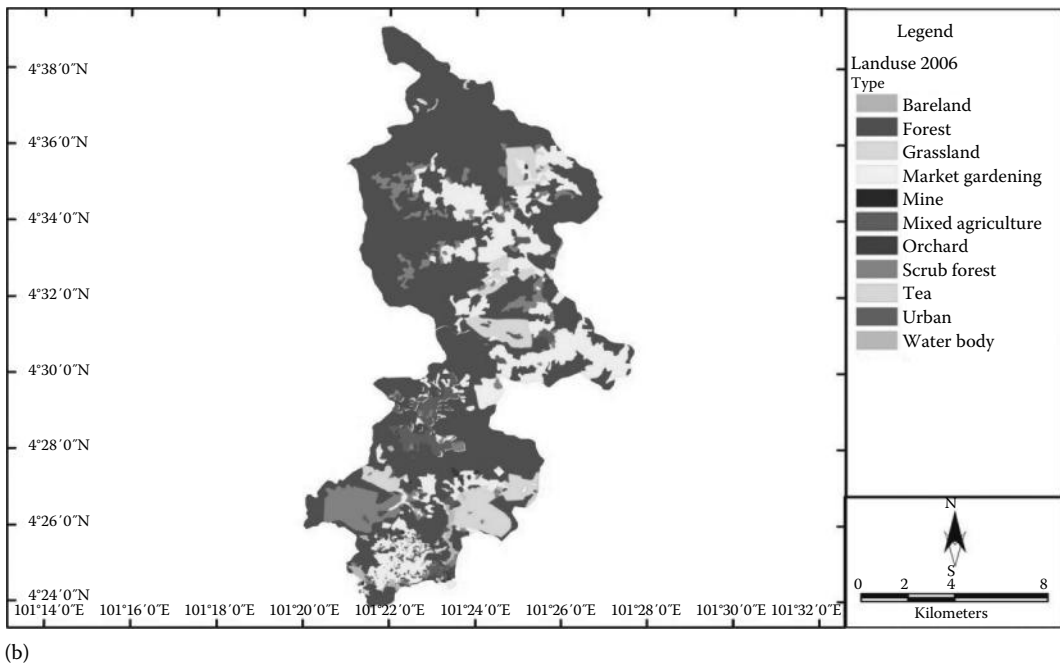 Legend
Landuse 2006
Type
Bareland
Forest
Grassland
Market gardening
Mine
Mixed agriculture
Orchard
Scrub forest
Tea
Urban
Water body
4°38′0″N
4°36′0″N
4°34′0″N
4°32′0″N
4°30′0″N
4°28′0″N
4°26′0″N
4°24′0″N
101°14′0″E 101°16′0″E 101°18′0″E 101°20′0″E 101°22′0″E 101°24′0″E 101°26′0″E 101°28′0″E 101°30′0″E 101°32′0″E
N
S
0 2 4 8
Kilometers
(b)